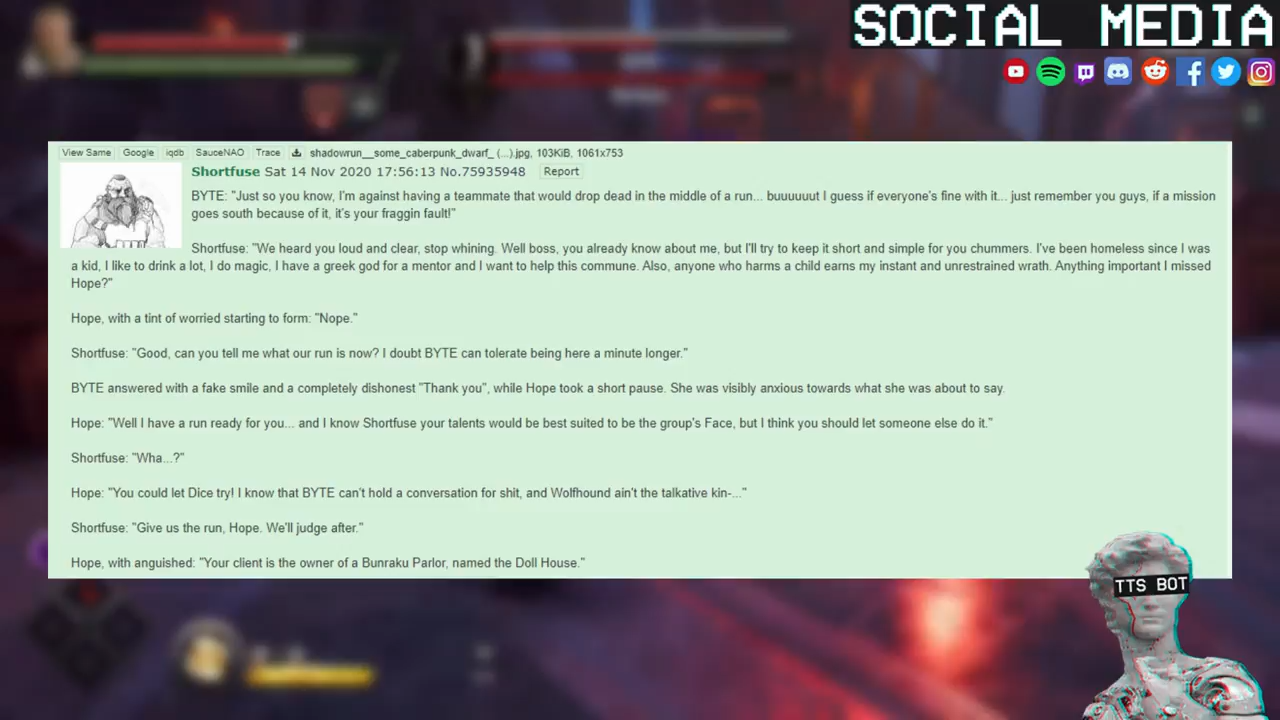 SOCIAL MEDIA
View Same Google iqdb SauceNAO Trace shadowrun__some_caberpunk_dwarf_ (...).jpg, 103KiB, 1061x753
Shortfuse Sat 14 Nov 2020 17:56:13 No.75935948 Report
BYTE: "Just so you know, I'm against having a teammate that would drop dead in the middle of a run... buuuuuut I guess if everyone's fine with it... just remember you guys, if a mission
goes south because of it, it's your fraggin fault!"
Shortfuse: "We heard you loud and clear, stop whining. Well boss, you already know about me, but I'll try to keep it short and simple for you chummers. I've been homeless since I was
a kid, I like to drink a lot, I do magic, I have a greek god for a mentor and I want to help this commune. Also, anyone who harms a child earns my instant and unrestrained wrath. Anything important I missed
Hope?"
Hope, with a tint of worried starting to form: "Nope."
Shortfuse: "Good, can you tell me what our run is now? I doubt BYTE can tolerate being here a minute longer."
BYTE answered with a fake smile and a completely dishonest "Thank you", while Hope took a short pause. She was visibly anxious towards what she was about to say.
Hope: "Well I have a run ready for you... and I know Shortfuse your talents would be best suited to be the group's Face, but I think you should let someone else do it."
Shortfuse: "Wha...?"
Hope: "You could let Dice try! I know that BYTE can't hold a conversation for shit, and Wolfhound ain't the talkative kin-..."
Shortfuse: "Give us the run, Hope. We'll judge after."
Hope, with anguished: "Your client is the owner of a Bunraku Parlor, named the Doll House."
TTS BOT